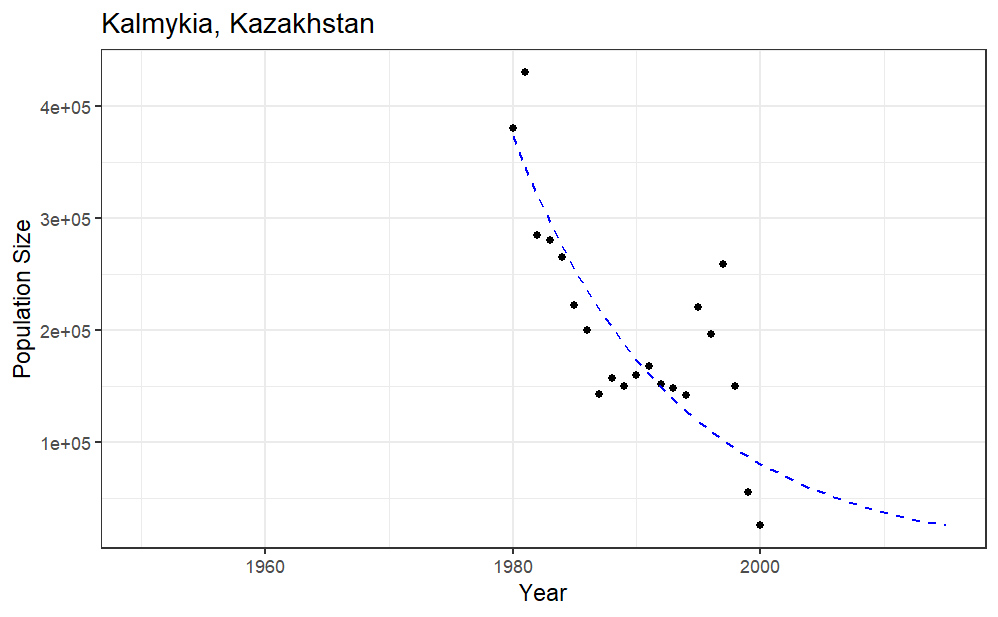 Kalmykia, Kazakhstan
4e+05
3e+05
2e+05
1e+05
Population Size
1960
1980
2000
Year